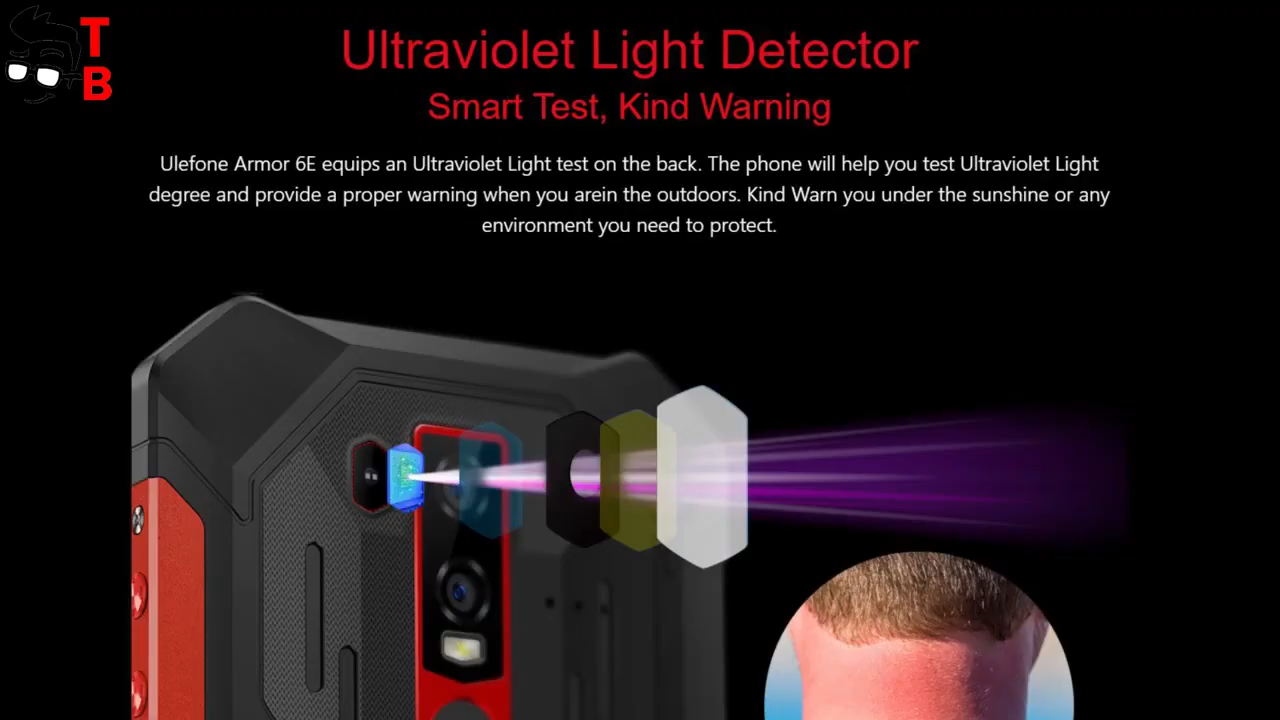 T
B
Ultraviolet Light Detector
Smart Test, Kind Warning
Ulefone Armor 6E equips an Ultraviolet Light test on the back. The phone will help you test Ultraviolet Light
degree and provide a proper warning when you arein the outdoors. Kind Warn you under the sunshine or any
environment you need to protect.